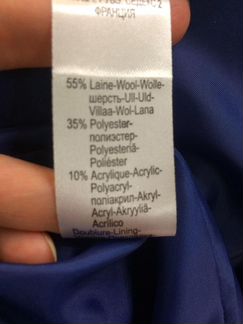 ФРАНЦИЯ
55% Laine-Wool-Wolle-
шерсть-Ull-Uld-
Villaa-Wol-Lana
35% Polyester-
полиэстер-
Polyesteriä-
Poliéster
10% Acrylique-Acrylic-
Polyacryl-
поліакрил-Akryl-
Acryl-Akryyliä-
Acrílico
Doublure-Lining-